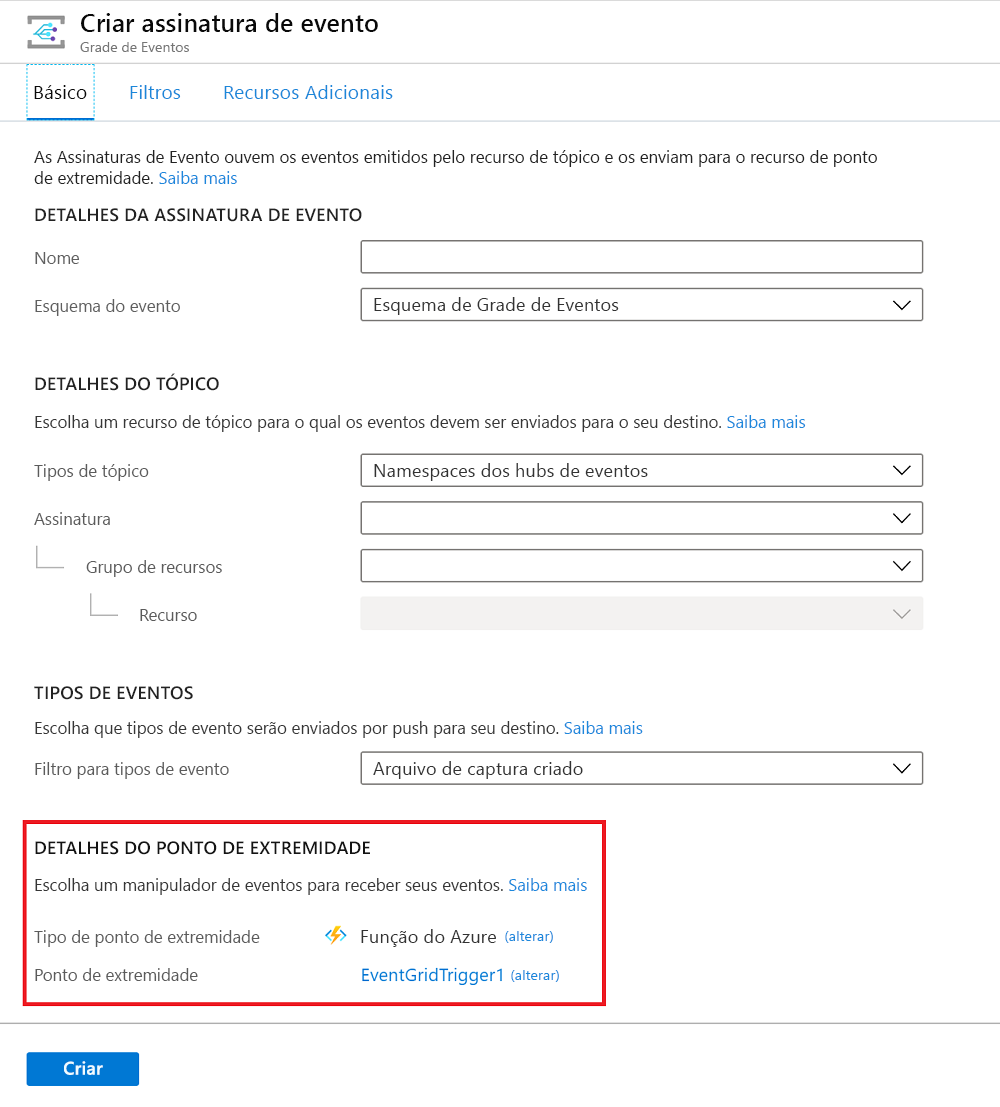 Criar assinatura de evento
Grade de Eventos
Básico
Filtros
Recursos Adicionais
As Assinaturas de Evento ouvem os eventos emitidos pelo recurso de tópico e os enviam para o recurso de ponto
de extremidade. Saiba mais
DETALHES DA ASSINATURA DE EVENTO
Nome
Esquema do evento
Esquema de Grade de Eventos
DETALHES DO TÓPICO
Escolha um recurso de tópico para o qual os eventos devem ser enviados para o seu destino. Saiba mais
Tipos de tópico
Namespaces dos hubs de eventos
Assinatura
Grupo de recursos
Recurso
TIPOS DE EVENTOS
Escolha que tipos de evento serão enviados por push para seu destino. Saiba mais
Filtro para tipos de evento
Arquivo de captura criado
DETALHES DO PONTO DE EXTREMIDADE
Escolha um manipulador de eventos para receber seus eventos. Saiba mais
Tipo de ponto de extremidade
Função do Azure (alterar)
Ponto de extremidade
EventGridTrigger1 (alterar)
Criar